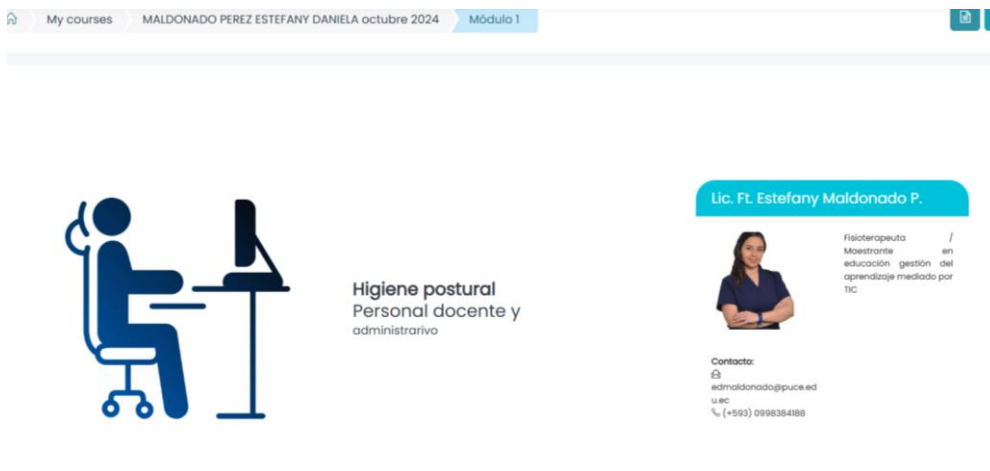 My courses MALDONADO PEREZ ESTEFANY DANIELA octubre 2024 Módulo 1
Higiene postural
Personal docente y
administrarivo
Lic. Ft. Estefany Maldonado P.
Fisioterapeuta /
Maestrante en
educación gestión del
aprendizaje mediado por
TIC
Contacto:
edmaldonado@puce.ed
u.ec
(+593) 0998384188